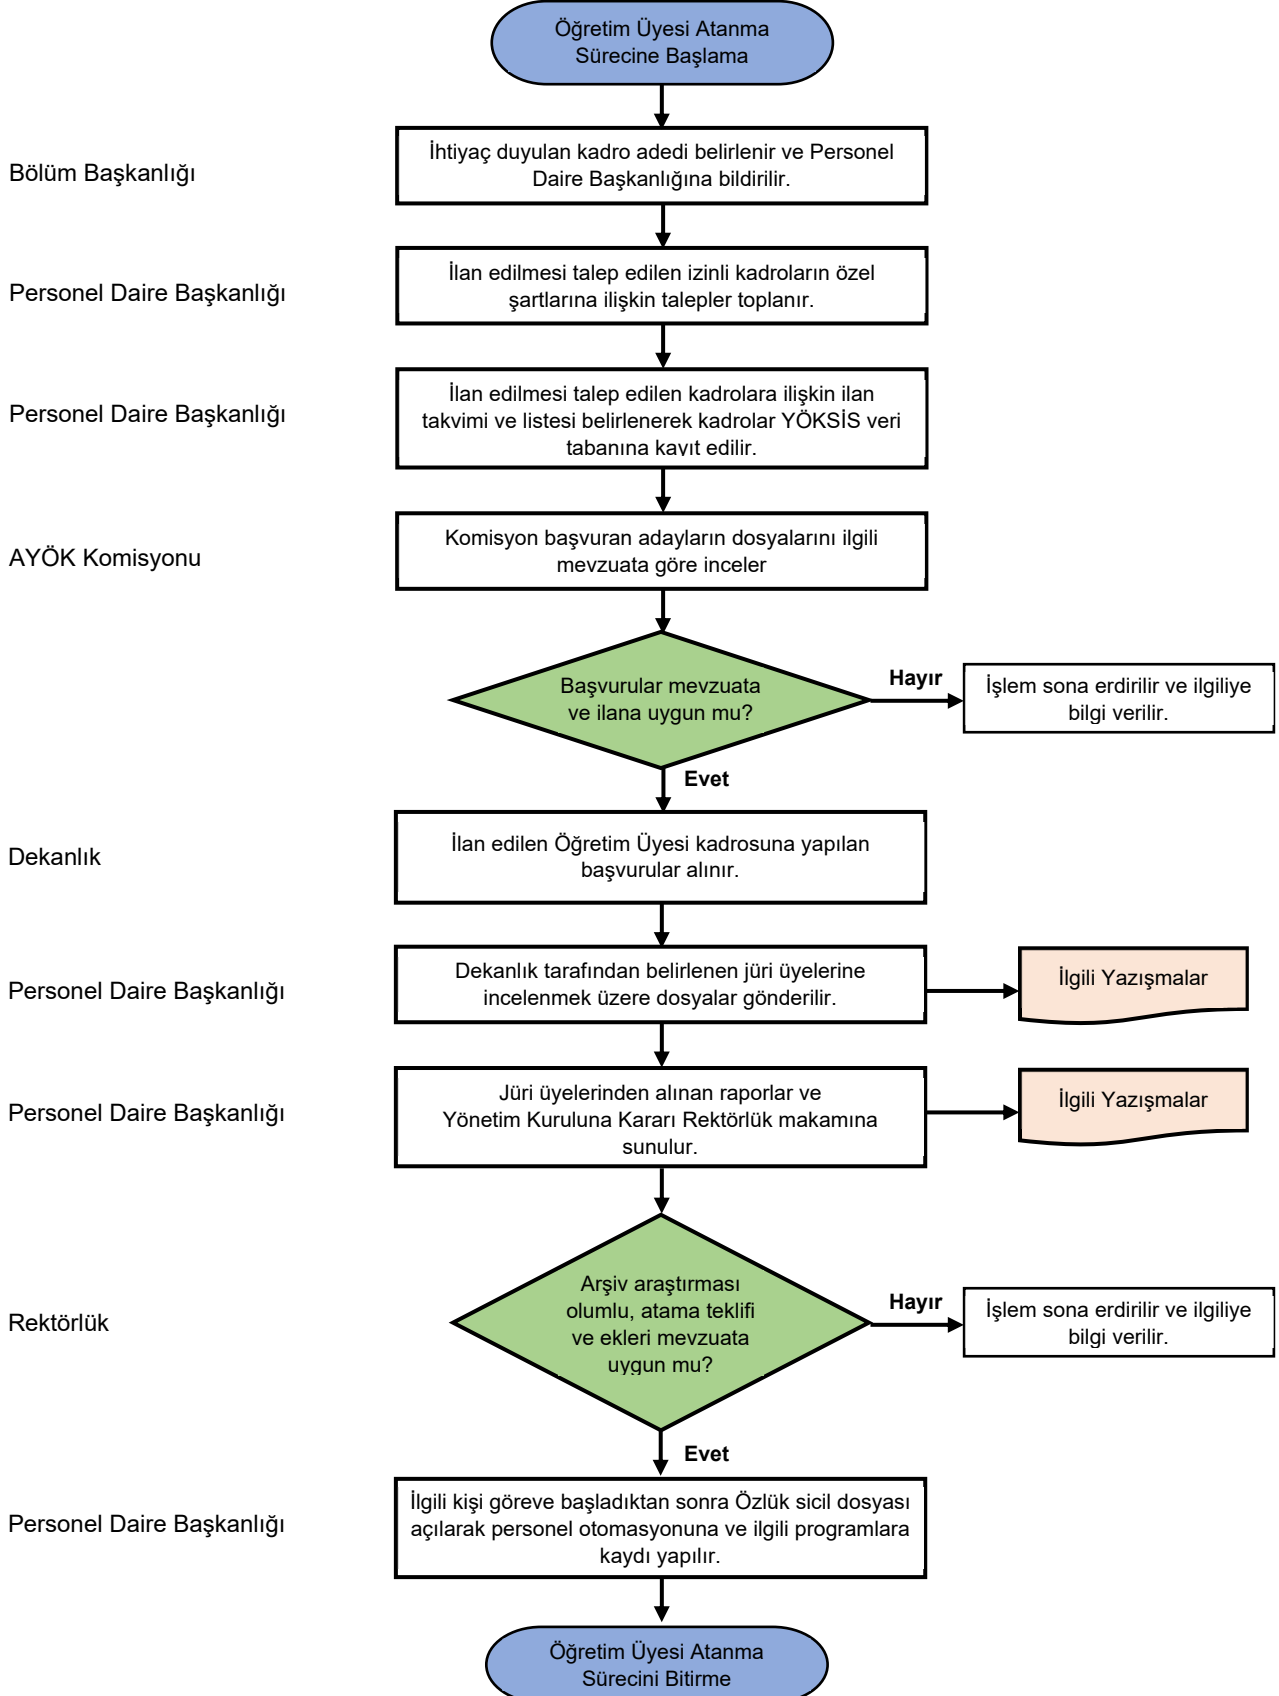 Öğretim Üyesi Atanma
Sürecine Başlama
Bölüm Başkanlığı
İhtiyaç duyulan kadro adedi belirlenir ve Personel
Daire Başkanlığına bildirilir.
Personel Daire Başkanlığı
İlan edilmesi talep edilen izinli kadroların özel
şartlarına ilişkin talepler toplanır.
Personel Daire Başkanlığı
İlan edilmesi talep edilen kadrolara ilişkin ilan
takvimi ve listesi belirlenerek kadrolar YÖKSİS veri
tabanına kayıt edilir.
AYÖK Komisyonu
Komisyon başvuran adayların dosyalarını ilgili
mevzuata göre inceler
Başvurular mevzuata
ve ilana uygun mu?
Hayır
İşlem sona erdirilir ve ilgiliye
bilgi verilir.
Evet
Dekanlık
İlan edilen Öğretim Üyesi kadrosuna yapılan
başvurular alınır.
Personel Daire Başkanlığı
Dekanlık tarafından belirlenen jüri üyelerine
incelenmek üzere dosyalar gönderilir.
İlgili Yazışmalar
Personel Daire Başkanlığı
Jüri üyelerinden alınan raporlar ve
Yönetim Kuruluna Kararı Rektörlük makamına
sunulur.
İlgili Yazışmalar
Rektörlük
Arşiv araştırması
olumlu, atama teklifi
ve ekleri mevzuata
uygun mu?
Hayır
İşlem sona erdirilir ve ilgiliye
bilgi verilir.
Evet
Personel Daire Başkanlığı
İlgili kişi göreve başladıktan sonra Özlük sicil dosyası
açılarak personel otomasyonuna ve ilgili programlara
kaydı yapılır.
Öğretim Üyesi Atanma
Sürecini Bitirme